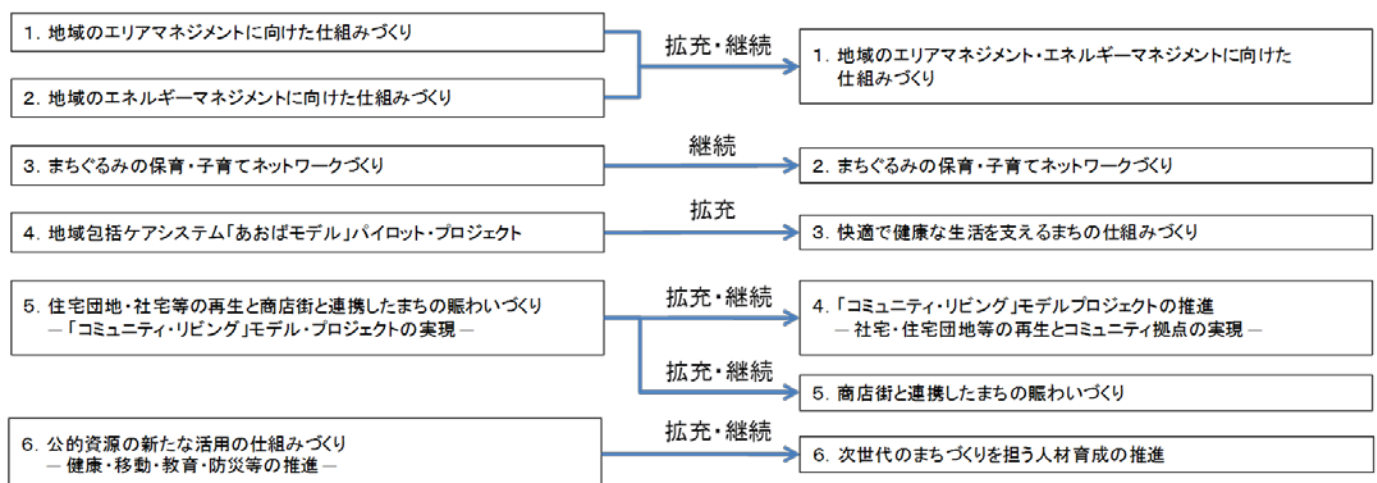 1. 地域のエリアマネジメントに向けた仕組みづくり
2. 地域のエネルギーマネジメントに向けた仕組みづくり
拡充・継続
1. 地域のエリアマネジメント・エネルギーマネジメントに向けた
仕組みづくり
3. まちぐるみの保育・子育てネットワークづくり
継続
2. まちぐるみの保育・子育てネットワークづくり
4. 地域包括ケアシステム「あおばモデル」パイロット・プロジェクト
拡充
3. 快適で健康な生活を支えるまちの仕組みづくり
5. 住宅団地・社宅等の再生と商店街と連携したまちの賑わいづくり
―「コミュニティ・リビング」モデル・プロジェクトの実現―
拡充・継続
4. 「コミュニティ・リビング」モデルプロジェクトの推進
― 社宅・住宅団地等の再生とコミュニティ拠点の実現 ―
拡充・継続
5. 商店街と連携したまちの賑わいづくり
6. 公的資源の新たな活用の仕組みづくり
― 健康・移動・教育・防災等の推進―
拡充・継続
6. 次世代のまちづくりを担う人材育成の推進